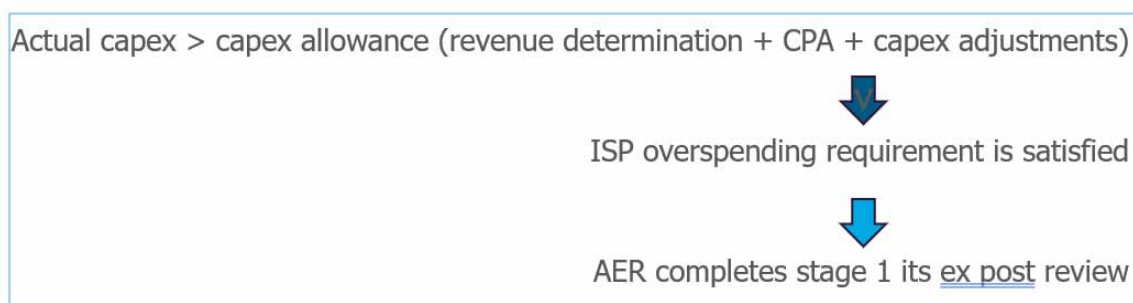 Actual capex > capex allowance (revenue determination + CPA + capex adjustments)
V
ISP overspending requirement is satisfied
AER completes stage 1 its ex post review